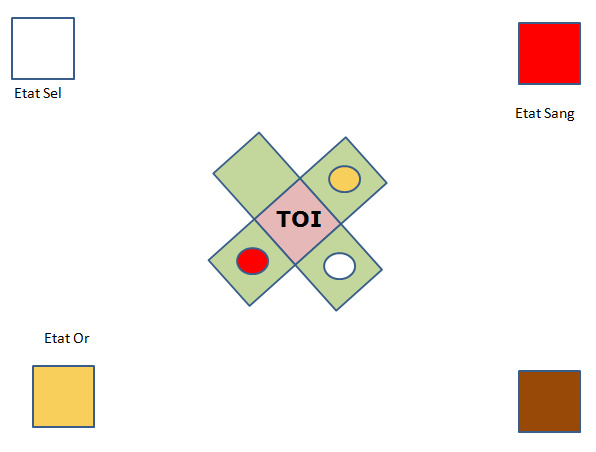 Etat Sel
Etat Sang
TOI
Etat Or